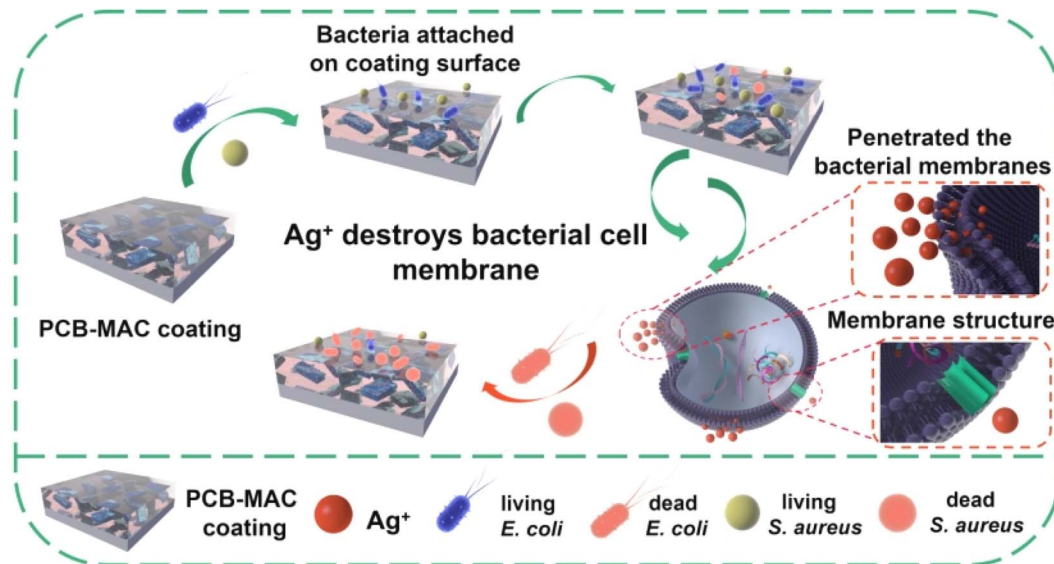 Bacteria attached
on coating surface
Penetrated the
bacterial membranes
Ag⁺ destroys bacterial cell
membrane
PCB-MAC coating
Membrane structure
PCB-MAC
coating
Ag⁺
living
E. coli
dead
E. coli
living
S. aureus
dead
S. aureus